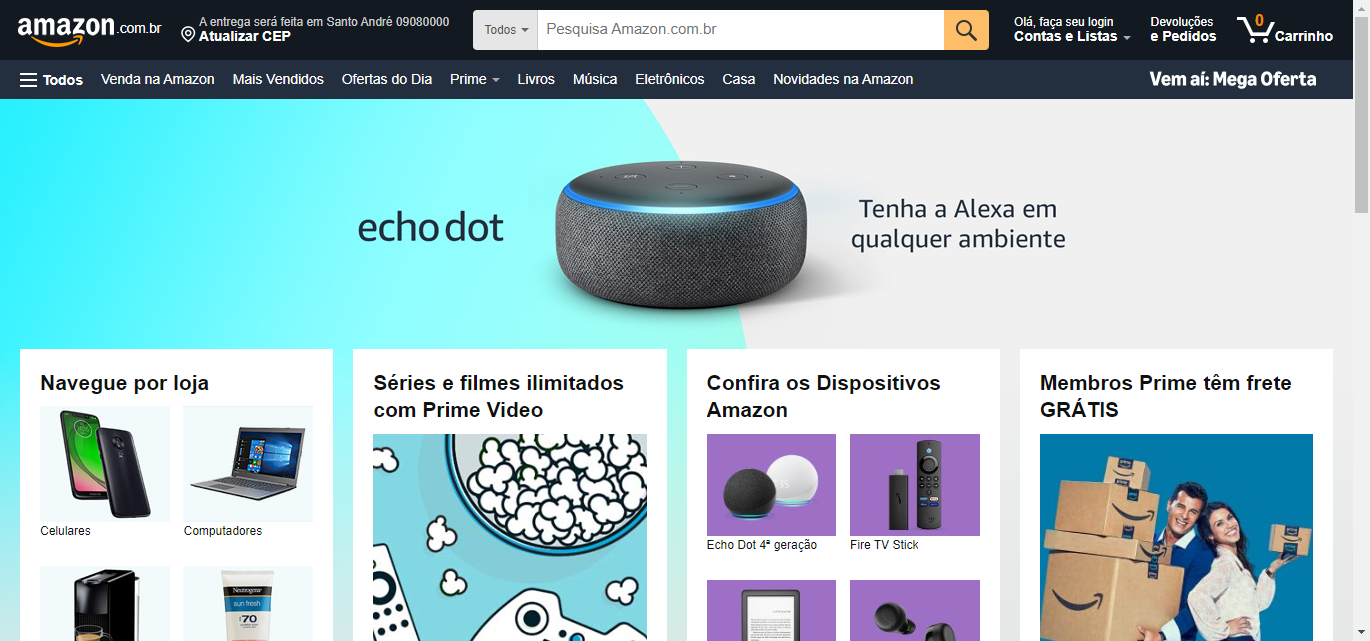 amazon.com.br
A entrega será feita em Santo André 09080000
Atualizar CEP
Todos
Pesquisa Amazon.com.br
Olá, faça seu login
Contas e Listas
Devoluções
e Pedidos
0
Carrinho
Todos
Venda na Amazon
Mais Vendidos
Ofertas do Dia
Prime
Livros
Música
Eletrônicos
Casa
Novidades na Amazon
Vem aí: Mega Oferta
echo dot
Tenha a Alexa em
qualquer ambiente
Navegue por loja
Celulares
Computadores
Neutrogena
sun fresh
70
Séries e filmes ilimitados
com Prime Video
Confira os Dispositivos
Amazon
Echo Dot 4ª geração
Fire TV Stick
Membros Prime têm frete
GRÁTIS